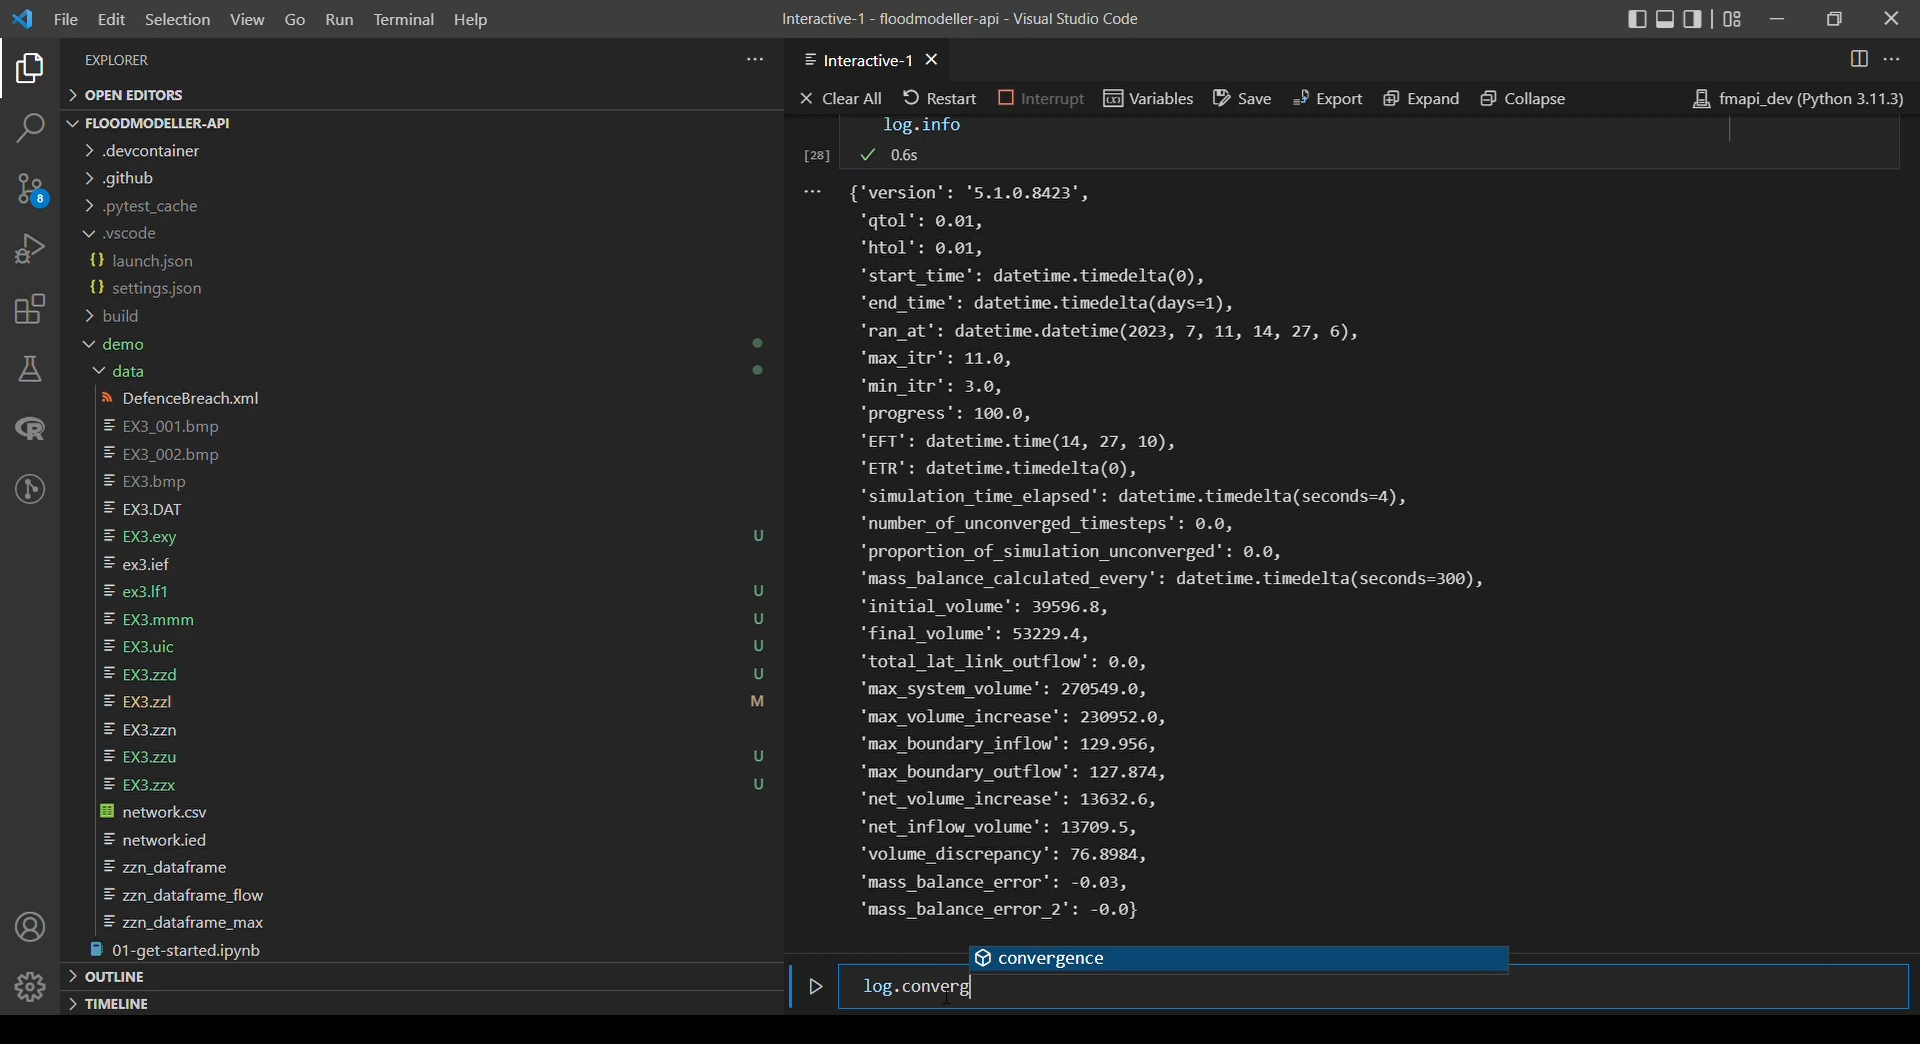 File Edit Selection View Go Run Terminal Help
Interactive-1 - floodmodeller-api - Visual Studio Code
EXPLORER
OPEN EDITORS
FLOODMODELLER-API
.devcontainer
.github
8
.pytest_cache
.vscode
{} launch.json
{} settings.json
build
demo
data
DefenceBreach.xml
EX3_001.bmp
EX3_002.bmp
EX3.bmp
EX3.DAT
EX3.exy U
ex3.ief
ex3.lf1 U
EX3.mmm U
EX3.uic U
EX3.zzd U
EX3.zzl M
EX3.zzn
EX3.zzu U
EX3.zzx U
network.csv
network.ied
zzn_dataframe
zzn_dataframe_flow
zzn_dataframe_max
01-get-started.ipynb
OUTLINE
TIMELINE
Interactive-1
Clear All Restart Interrupt Variables Save Export Expand Collapse fmapi_dev (Python 3.11.3)
log.info
[28] 0.6s
{'version': '5.1.0.8423',
'qtol': 0.01,
'htol': 0.01,
'start_time': datetime.timedelta(0),
'end_time': datetime.timedelta(days=1),
'ran_at': datetime.datetime(2023, 7, 11, 14, 27, 6),
'max_itr': 11.0,
'min_itr': 3.0,
'progress': 100.0,
'EFT': datetime.time(14, 27, 10),
'ETR': datetime.timedelta(0),
'simulation_time_elapsed': datetime.timedelta(seconds=4),
'number_of_unconverged_timesteps': 0.0,
'proportion_of_simulation_unconverged': 0.0,
'mass_balance_calculated_every': datetime.timedelta(seconds=300),
'initial_volume': 39596.8,
'final_volume': 53229.4,
'total_lat_link_outflow': 0.0,
'max_system_volume': 270549.0,
'max_volume_increase': 230952.0,
'max_boundary_inflow': 129.956,
'max_boundary_outflow': 127.874,
'net_volume_increase': 13632.6,
'net_inflow_volume': 13709.5,
'volume_discrepancy': 76.8984,
'mass_balance_error': -0.03,
'mass_balance_error_2': -0.0}
convergence
log.converg